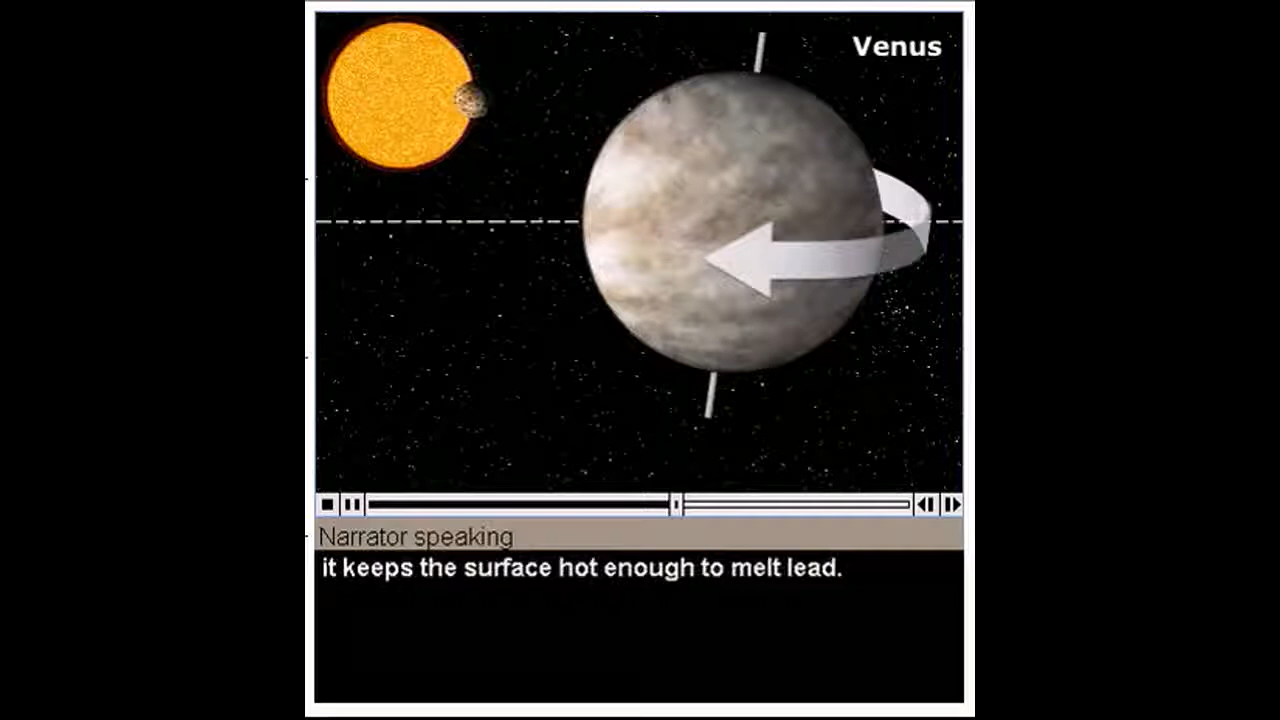 Venus
Narrator speaking
it keeps the surface hot enough to melt lead.